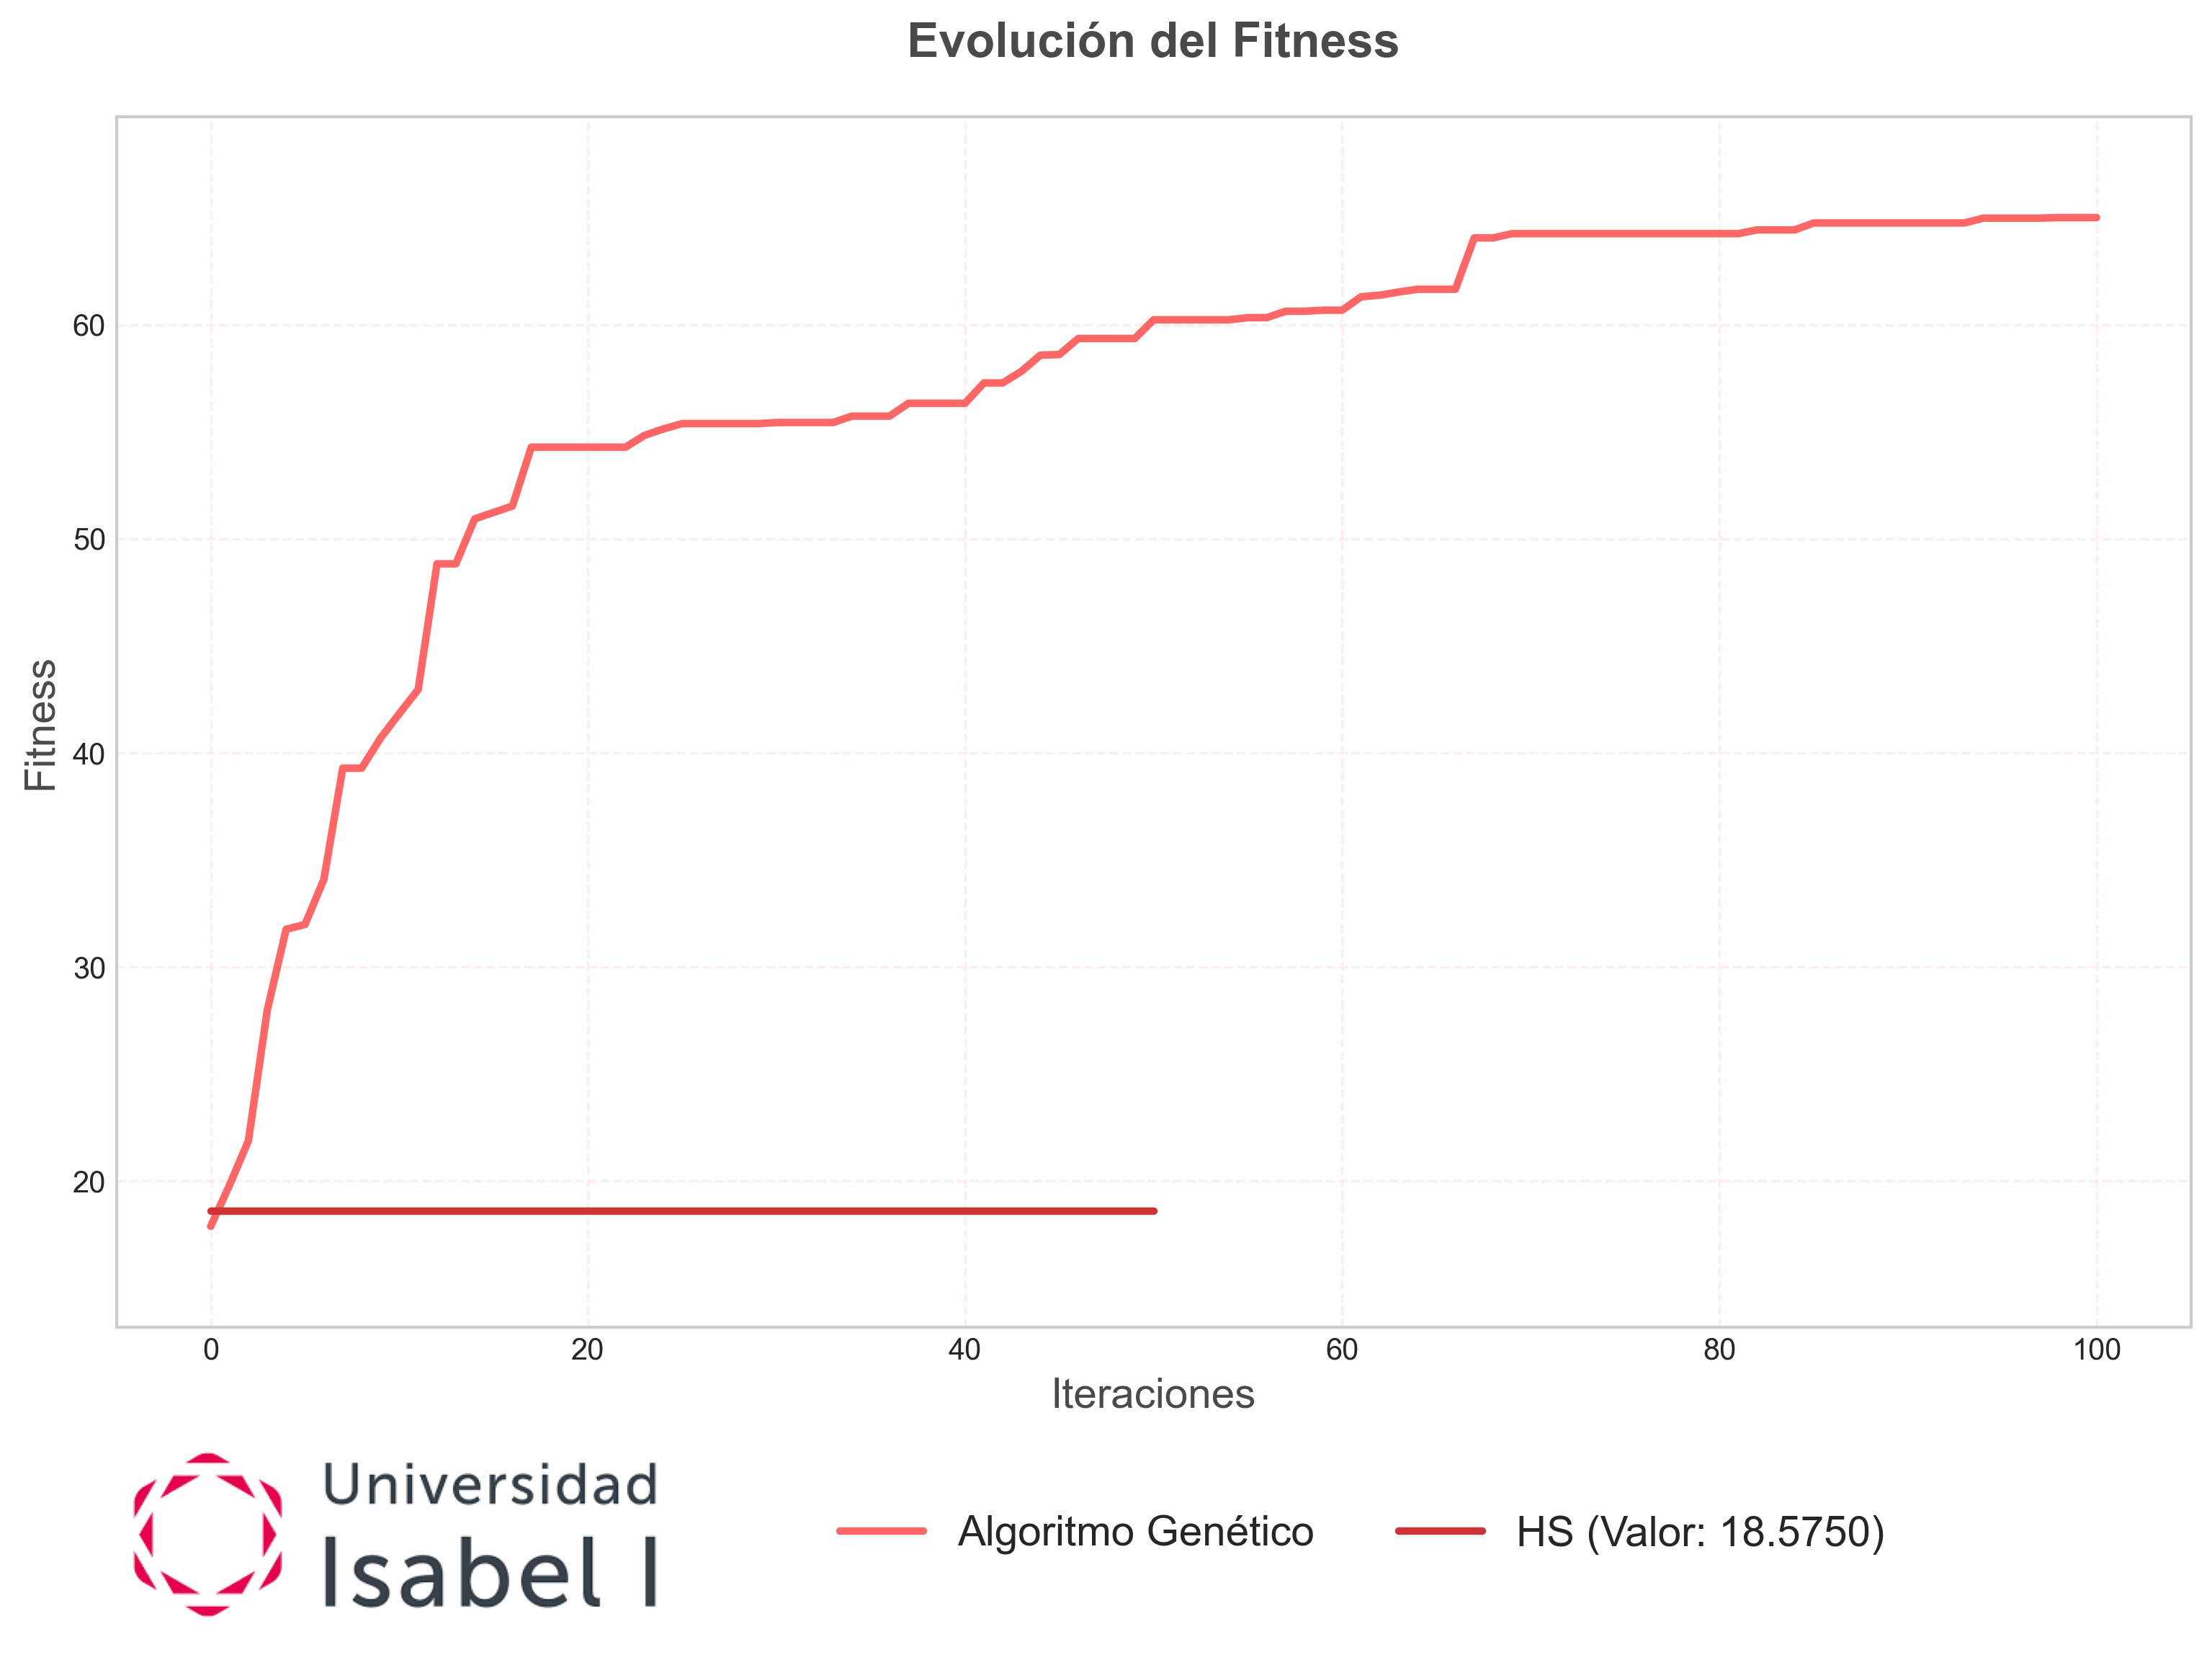 Evolución del Fitness
Fitness
60
50
40
30
20
0 20 40 60 80 100
Iteraciones
Universidad
Isabel I
Algoritmo Genético HS (Valor: 18.5750)